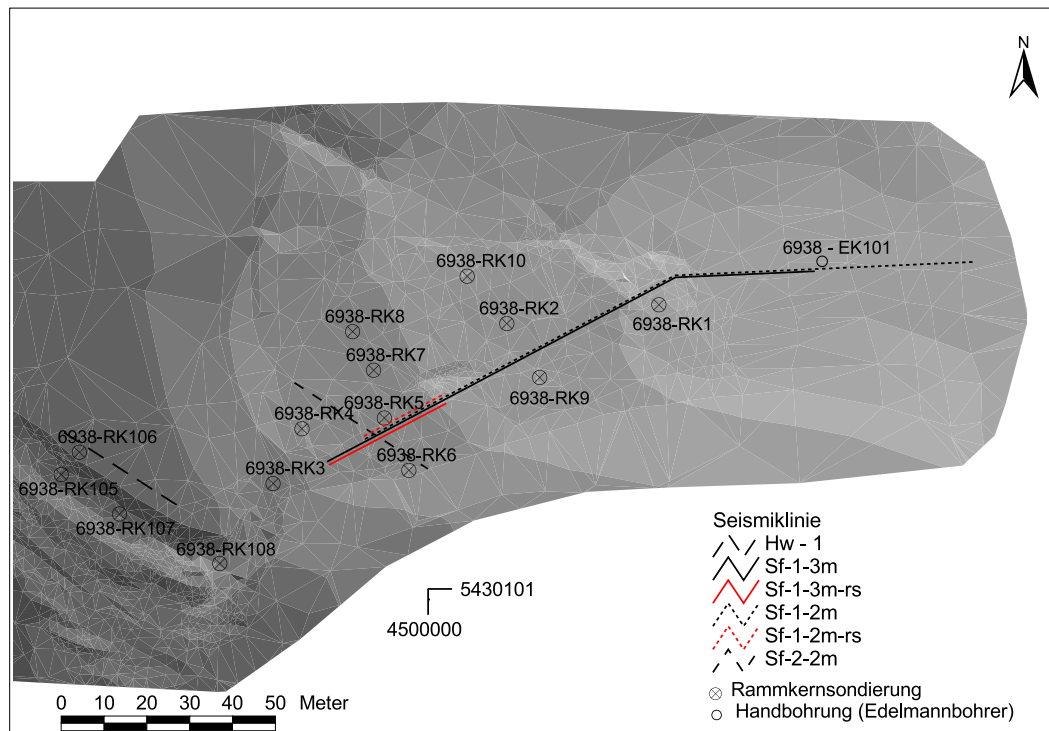 N
6938 - EK101
6938-RK10
6938-RK2
6938-RK1
6938-RK8
6938-RK7
6938-RK9
6938-RK5
6938-RK4
6938-RK106
6938-RK6
6938-RK3
6938-RK105
6938-RK107
6938-RK108
5430101
4500000
Seismiklinie
Hw - 1
Sf-1-3m
Sf-1-3m-rs
Sf-1-2m
Sf-1-2m-rs
Sf-2-2m
Rammkernsondierung
Handbohrung (Edelmannbohrer)
0 10 20 30 40 50 Meter